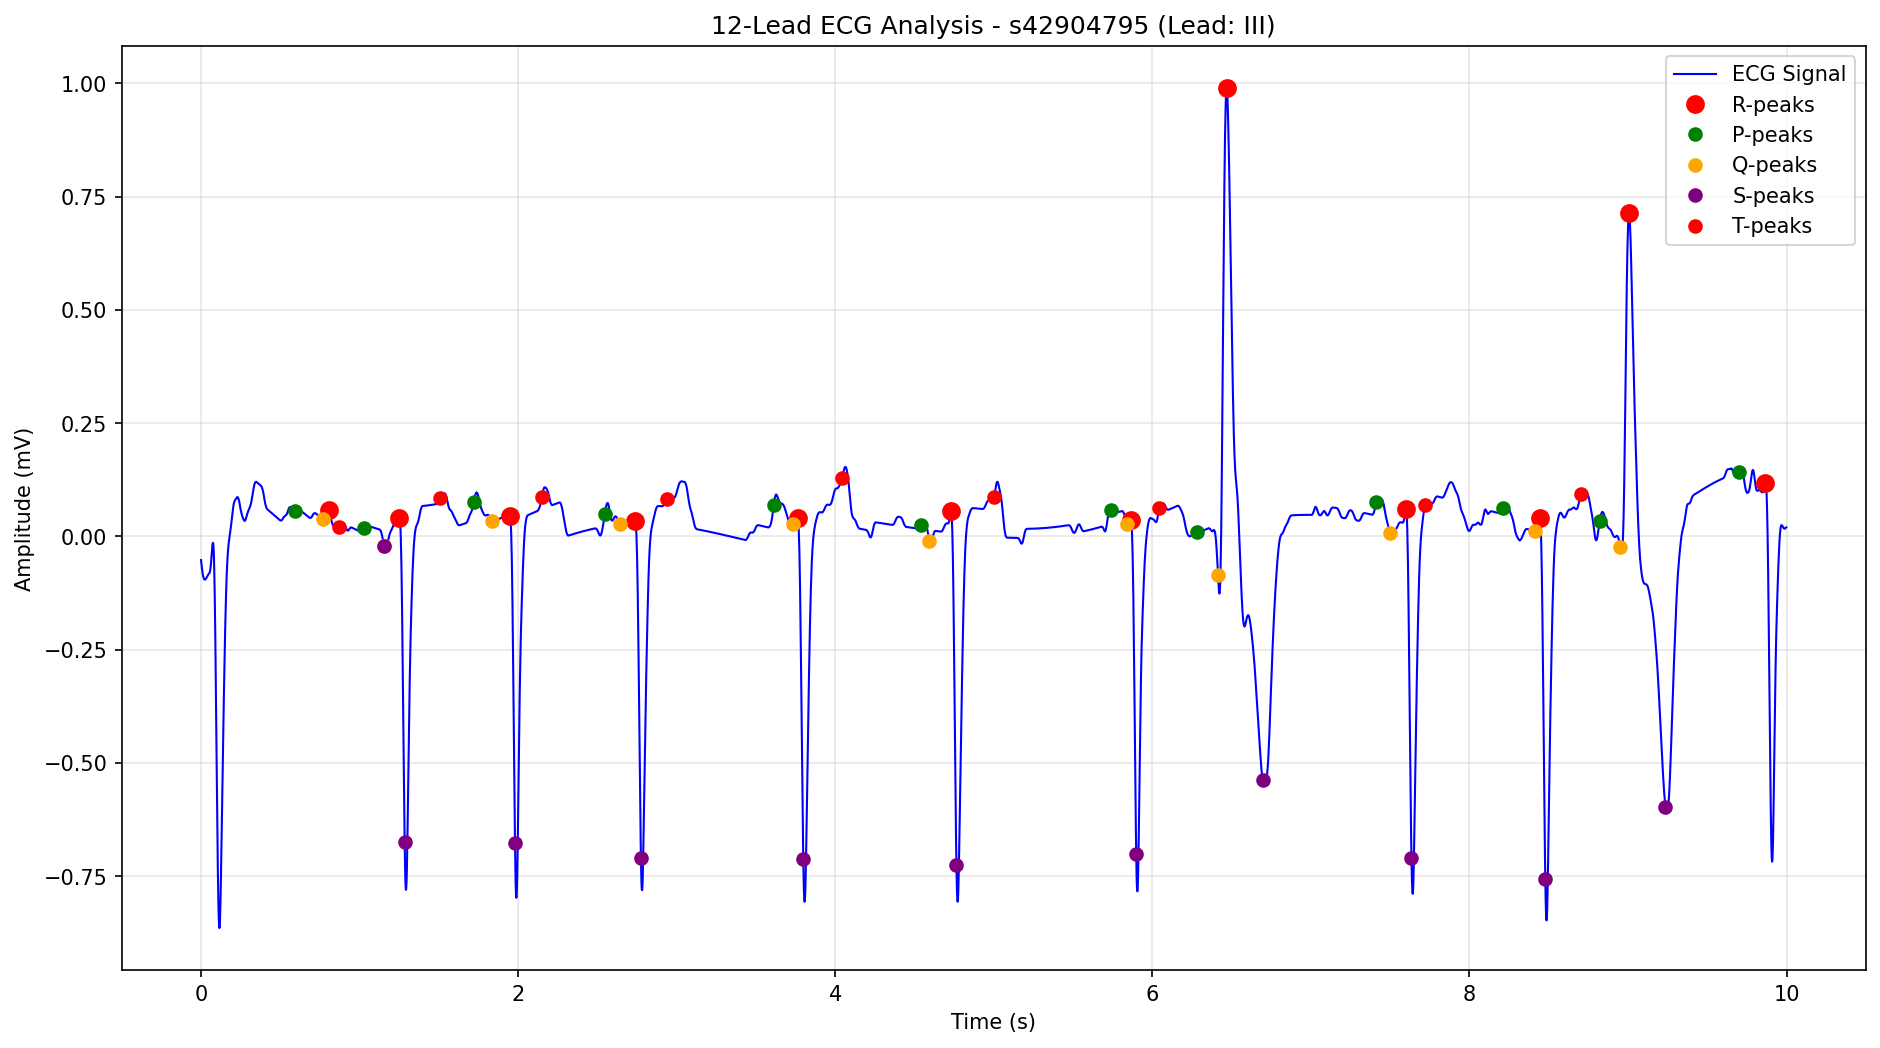 12-Lead ECG Analysis - s42904795 (Lead: III)
ECG Signal
R-peaks
P-peaks
Q-peaks
S-peaks
T-peaks
Amplitude (mV)
1.00
0.75
0.50
0.25
0.00
−0.25
−0.50
−0.75
0 2 4 6 8 10
Time (s)